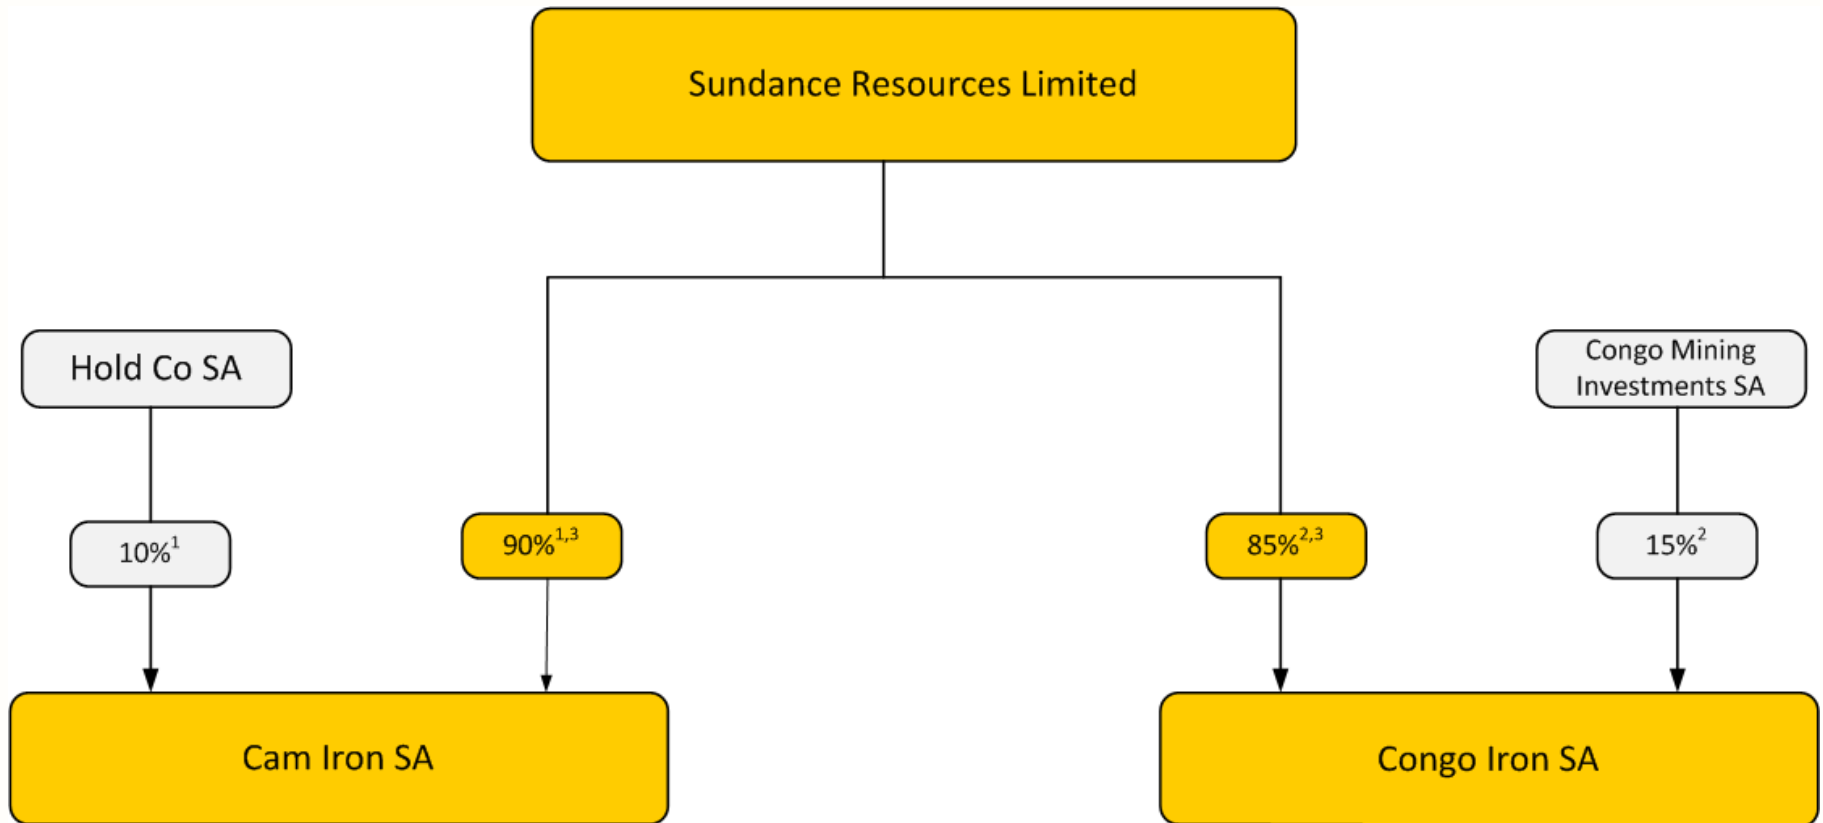 Sundance Resources Limited
Hold Co SA
Congo Mining
Investments SA
10%¹
90%¹,³
85%²,³
15%²
Cam Iron SA
Congo Iron SA